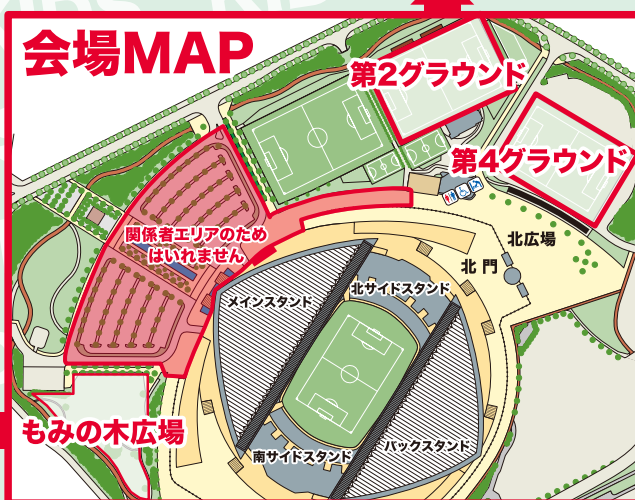 会場MAP
第2グラウンド
第4グラウンド
関係者エリアのため
はいれません
北広場
北門
メインスタンド
北サイドスタンド
もみの木広場
南サイドスタンド
バックスタンド